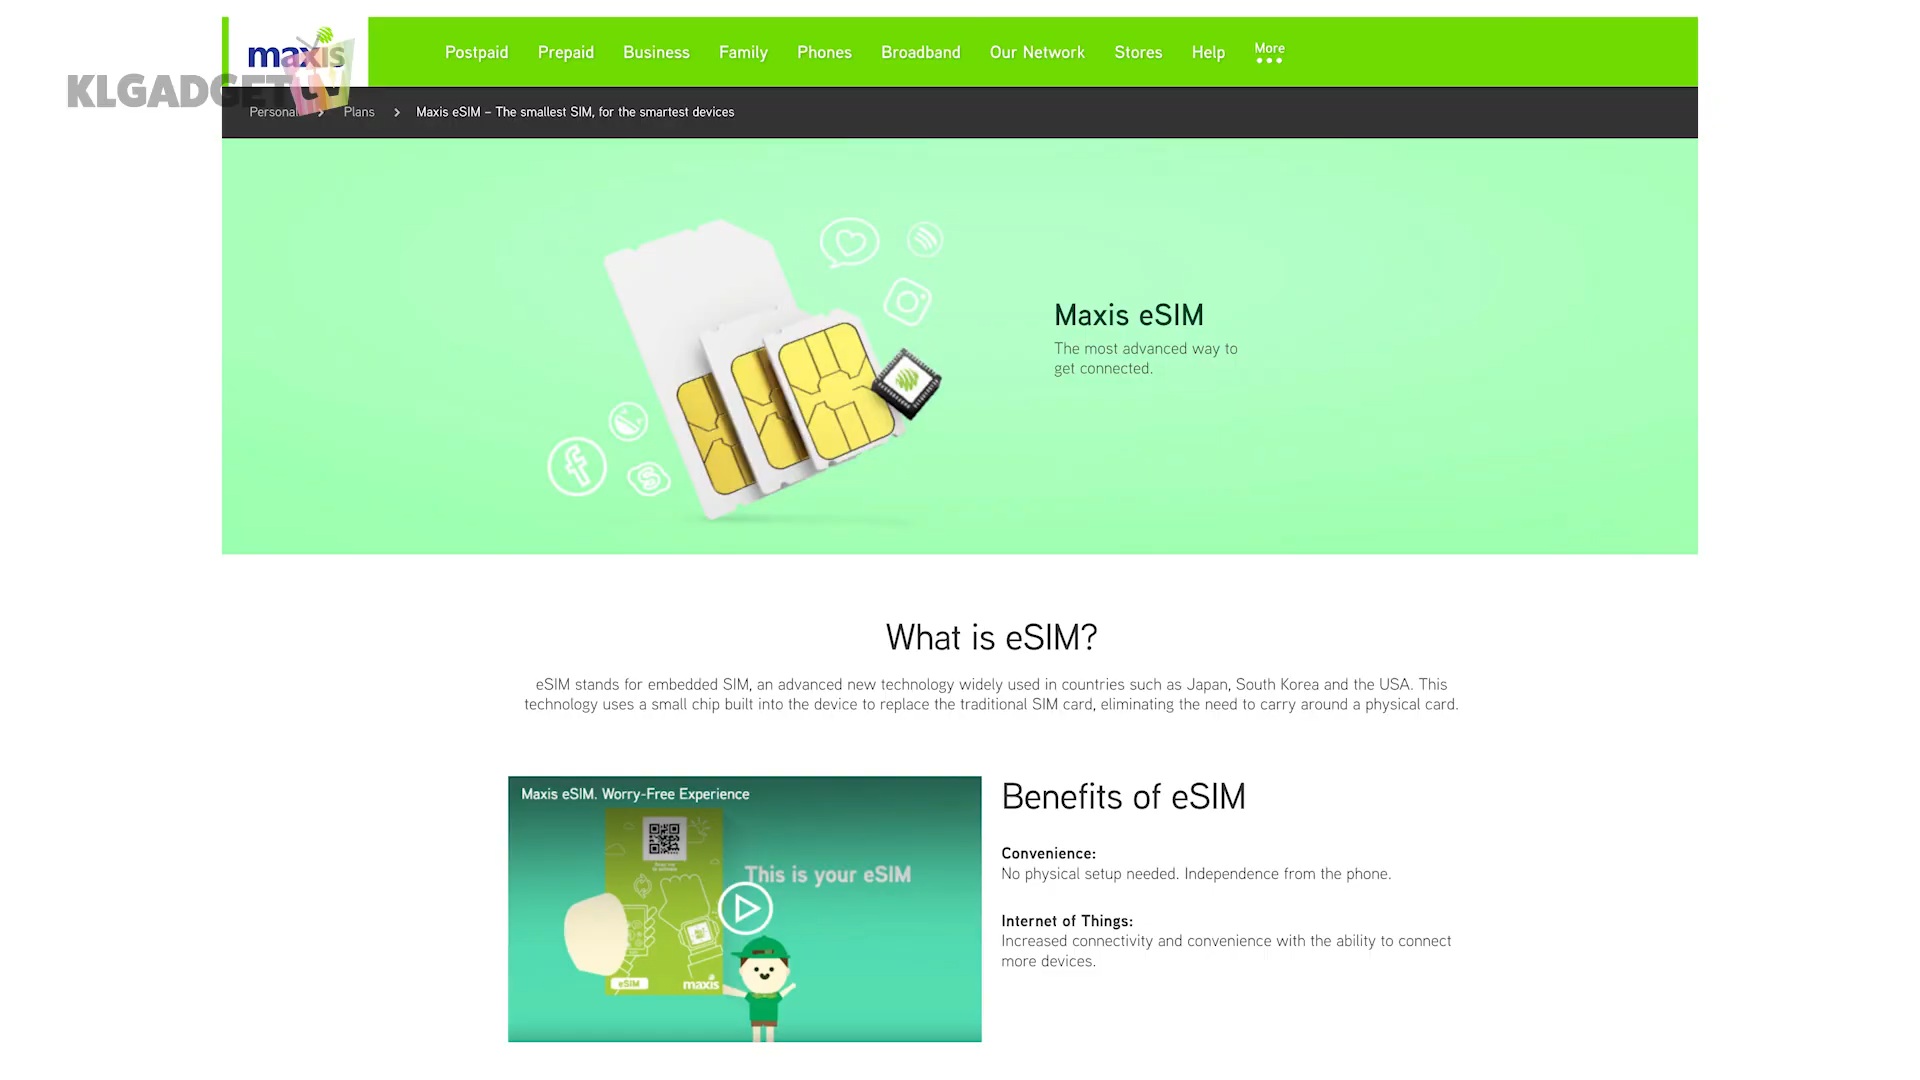 maxis
KLGADGETTV
Postpaid Prepaid Business Family Phones Broadband Our Network Stores Help More
Personal > Plans > Maxis eSIM – The smallest SIM, for the smartest devices
Maxis eSIM
The most advanced way to
get connected.
What is eSIM?
eSIM stands for embedded SIM, an advanced new technology widely used in countries such as Japan, South Korea and the USA. This
technology uses a small chip built into the device to replace the traditional SIM card, eliminating the need to carry around a physical card.
Maxis eSIM. Worry-Free Experience
This is your eSIM
eSIM
maxis
Benefits of eSIM
Convenience:
No physical setup needed. Independence from the phone.
Internet of Things:
Increased connectivity and convenience with the ability to connect
more devices.